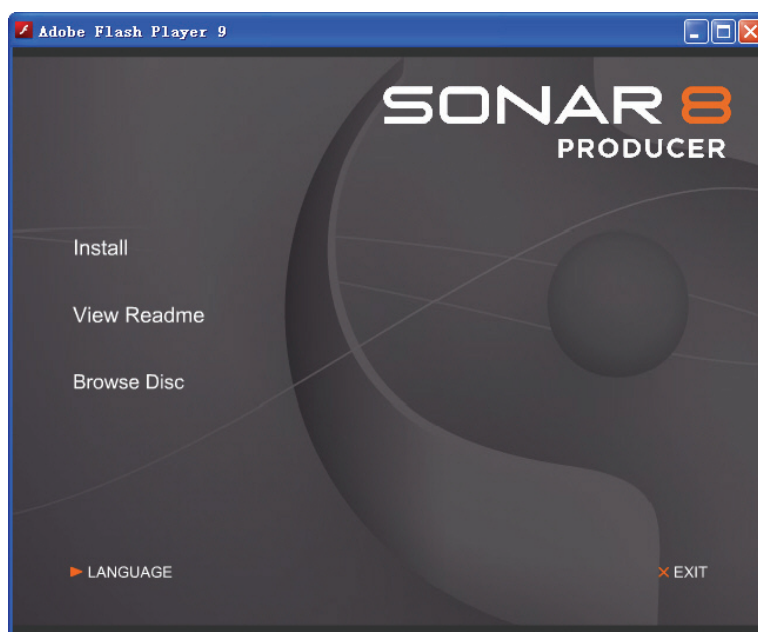 Adobe Flash Player 9
SONAR 8
PRODUCER
Install
View Readme
Browse Disc
LANGUAGE
EXIT